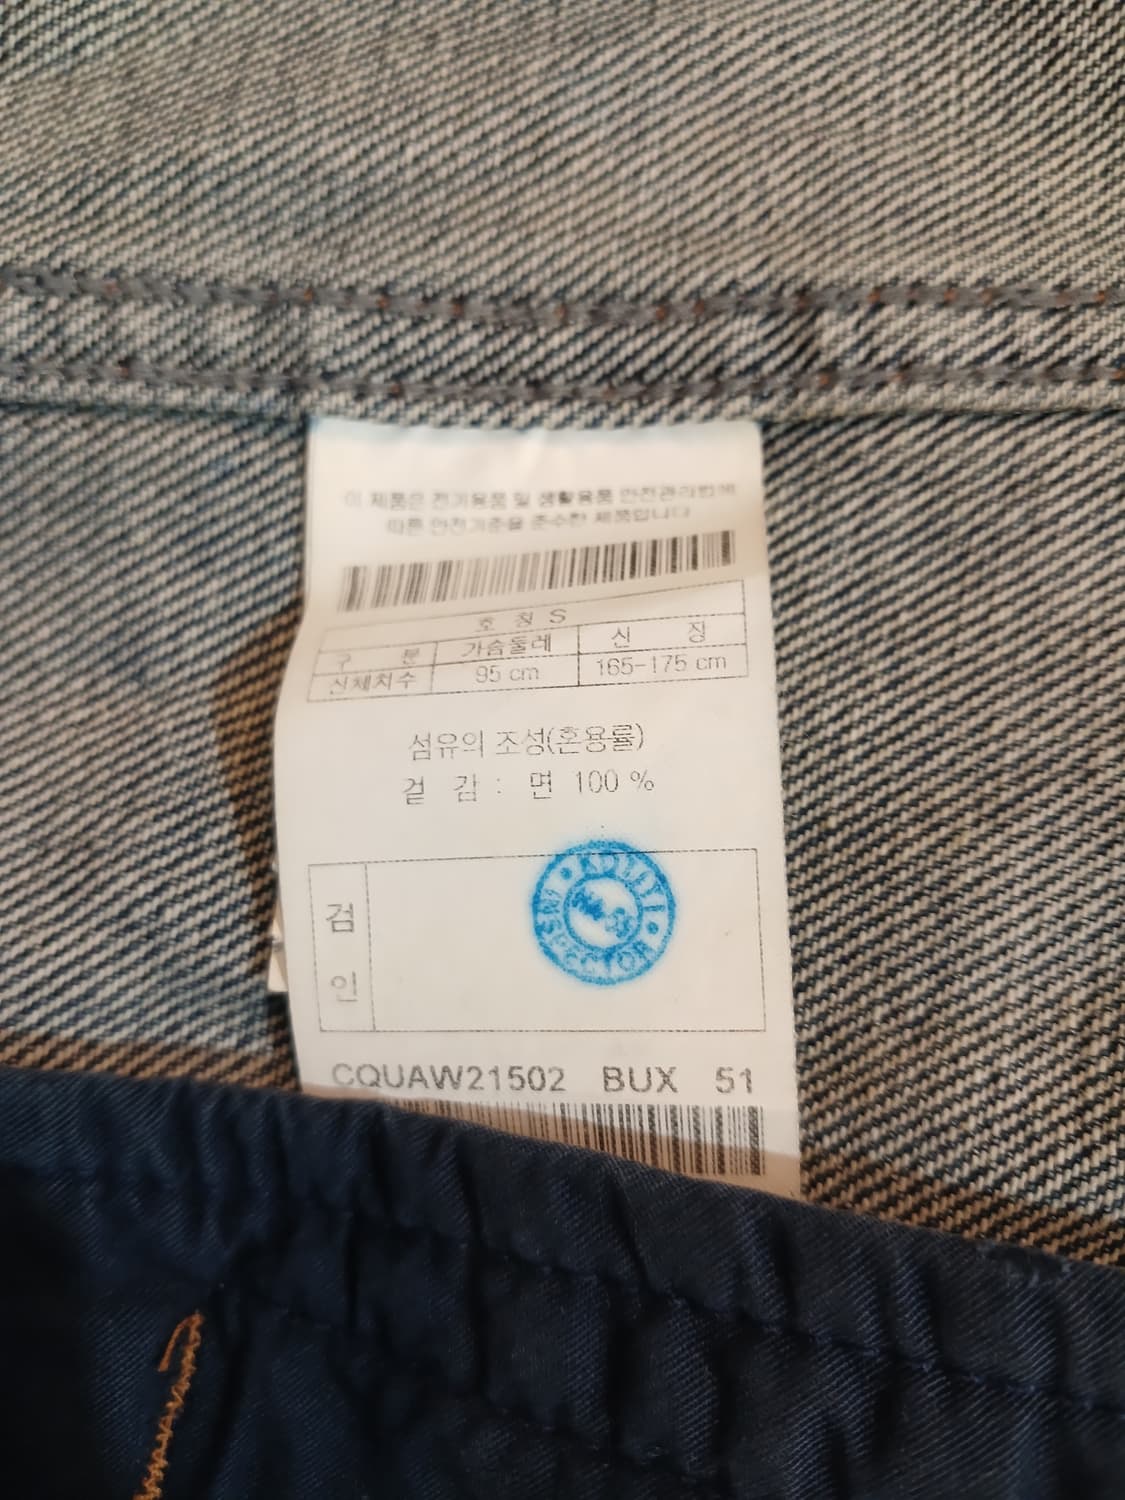 이 제품은 전기용품 및 생활용품 안전관리법에
따른 안전기준을 준수한 제품입니다
호 칭 S
구 분 가슴둘레 신 장
신체치수 95 cm 165-175 cm
섬유의 조성(혼용률)
겉 감 : 면 100 %
검
인
INSPECTOR
CQUAW21502 BUX 51